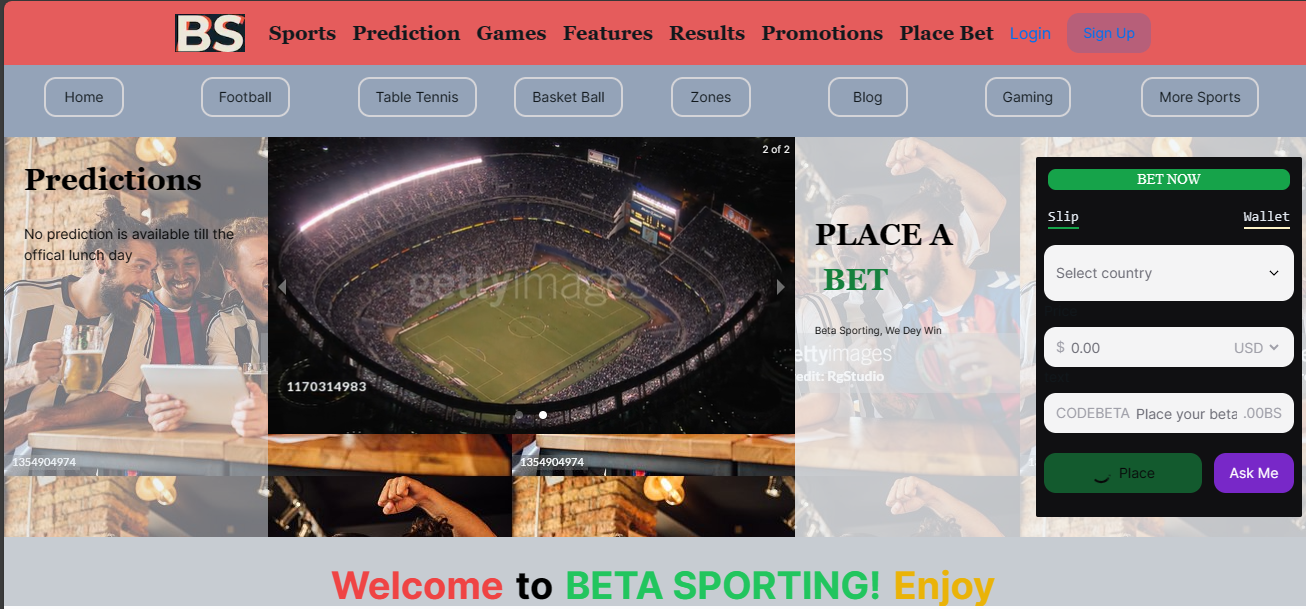 BS Sports Prediction Games Features Results Promotions Place Bet Login Sign Up
Home Football Table Tennis Basket Ball Zones Blog Gaming More Sports
Predictions
No prediction is available till the
offical lunch day
1354904974
2 of 2
gettyimages
1170314983
1354904974
PLACE A
BET
Beta Sporting, We Dey Win
ettyimages
edit: RgStudio
BET NOW
Slip Wallet
Select country
$ 0.00 USD
CODEBETA Place your beta .00BS
Place Ask Me
Welcome to BETA SPORTING! Enjoy